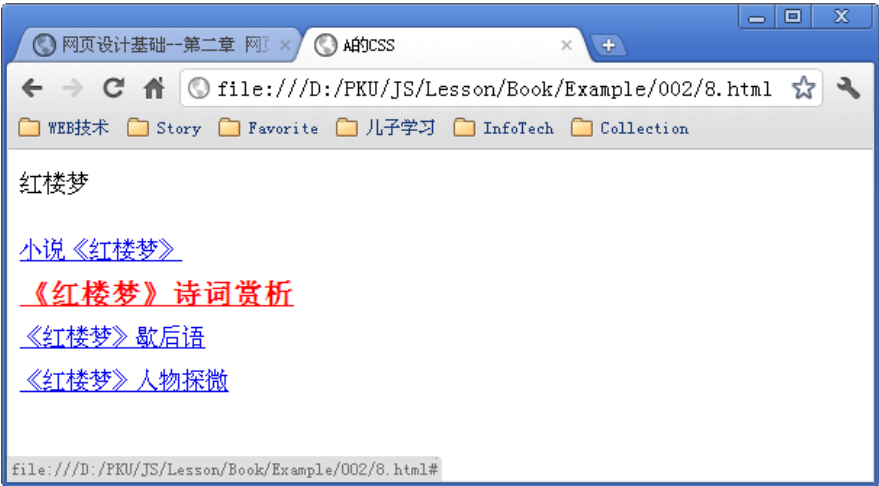 网页设计基础--第二章 网页
A的CSS
file:///D:/PKU/JS/Lesson/Book/Example/002/8.html
WEB技术 Story Favorite 儿子学习 InfoTech Collection
红楼梦
小说《红楼梦》
《红楼梦》诗词赏析
《红楼梦》歇后语
《红楼梦》人物探微
file:///D:/PKU/JS/Lesson/Book/Example/002/8.html#